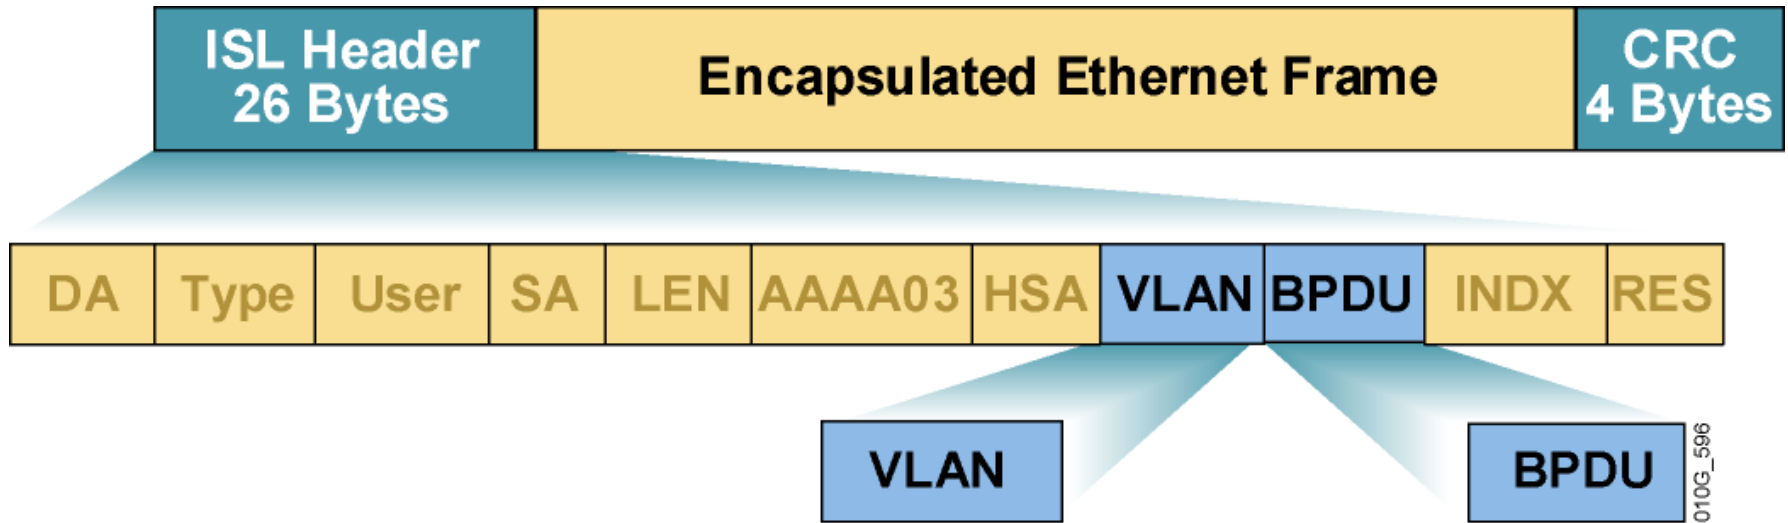 ISL Header
26 Bytes
Encapsulated Ethernet Frame
CRC
4 Bytes
DA Type User SA LEN AAAA03 HSA VLAN BPDU INDX RES
VLAN
BPDU
010G_596